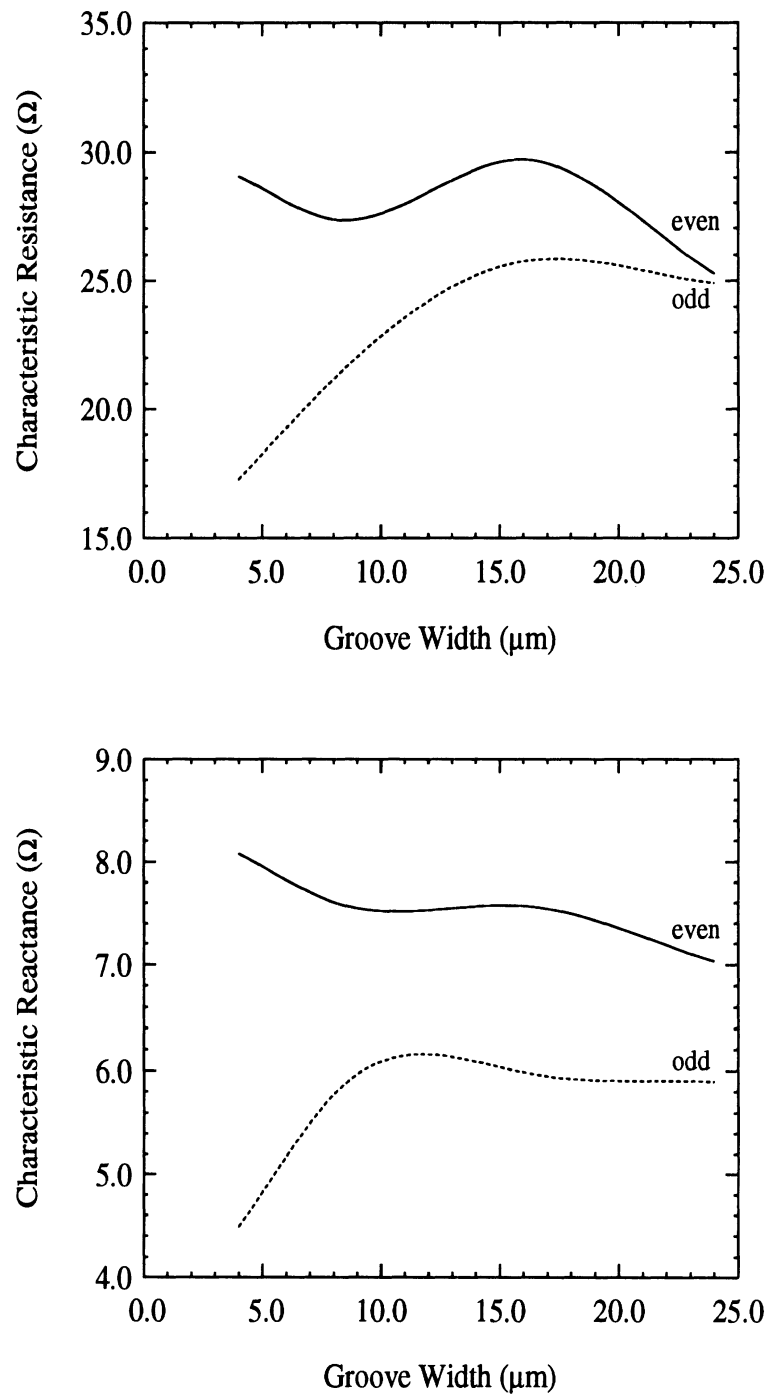 35.0
30.0
25.0
20.0
15.0
Characteristic Resistance (Ω)
even
odd
0.0 5.0 10.0 15.0 20.0 25.0
Groove Width (μm)
9.0
8.0
7.0
6.0
5.0
4.0
Characteristic Reactance (Ω)
even
odd
0.0 5.0 10.0 15.0 20.0 25.0
Groove Width (μm)